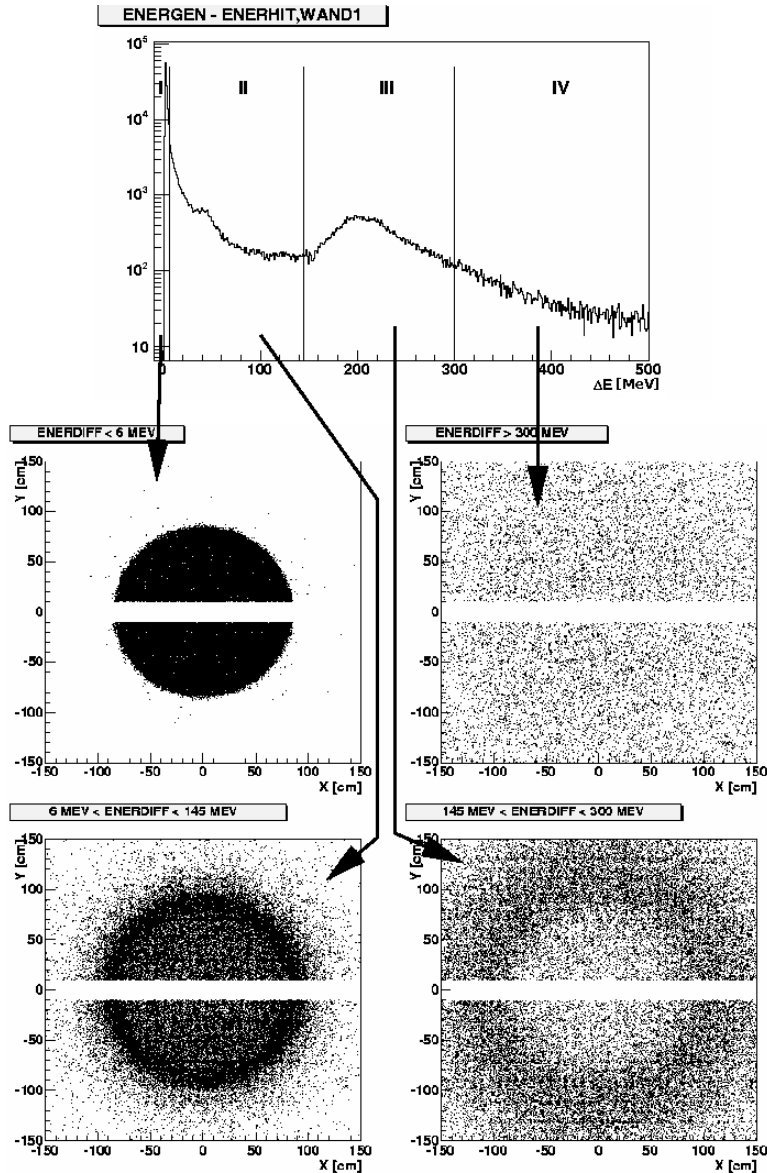 ENERGEN - ENERHIT,WAND1
10^5
10^4
10^3
10^2
10
I II III IV
0 100 200 300 400 500
ΔE [MeV]
ENERDIFF < 6 MEV
Y [cm]
150
100
50
0
-50
-100
-150
-150 -100 -50 0 50 100 150
X [cm]
ENERDIFF > 300 MEV
Y [cm]
150
100
50
0
-50
-100
-150
-150 -100 -50 0 50 100 150
X [cm]
6 MEV < ENERDIFF < 145 MEV
Y [cm]
150
100
50
0
-50
-100
-150
-150 -100 -50 0 50 100 150
X [cm]
145 MEV < ENERDIFF < 300 MEV
Y [cm]
150
100
50
0
-50
-100
-150
-150 -100 -50 0 50 100 150
X [cm]